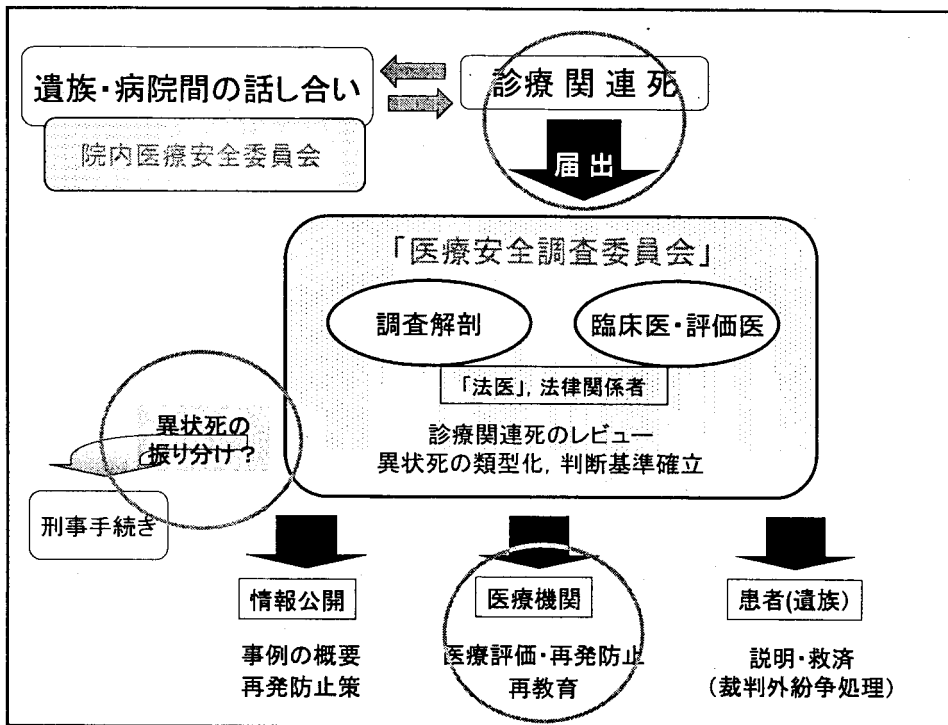 遺族・病院間の話し合い
診療関連死
院内医療安全委員会
届出
「医療安全調査委員会」
調査解剖
臨床医・評価医
「法医」, 法律関係者
診療関連死のレビュー
異状死の類型化, 判断基準確立
異状死の
振り分け?
刑事手続き
情報公開
事例の概要
再発防止策
医療機関
医療評価・再発防止
再教育
患者(遺族)
説明・救済
(裁判外紛争処理)